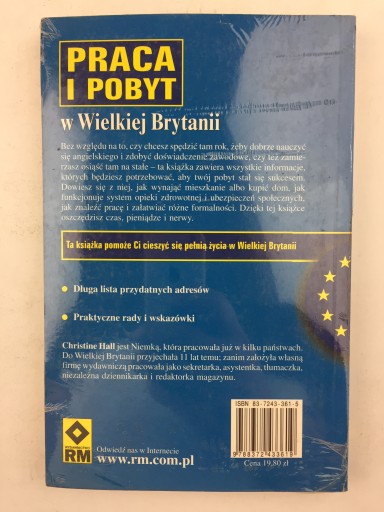 PRACA
I POBYT
w Wielkiej Brytanii
Bez względu na to, czy chcesz spędzić tam rok, żeby dobrze nauczyć
się angielskiego i zdobyć doświadczenie zawodowe, czy też zamie-
rzasz osiąść tam na stałe – ta książka zawiera wszystkie informacje,
których będziesz potrzebować, aby twój pobyt stał się sukcesem.
Dowiesz się z niej, jak wynająć mieszkanie albo kupić dom, jak
funkcjonuje system opieki zdrowotnej i ubezpieczeń społecznych,
jak znaleźć pracę i załatwiać różne formalności. Dzięki tej książce
oszczędzisz czas, pieniądze i nerwy.
Ta książka pomoże Ci cieszyć się pełnią życia w Wielkiej Brytanii
Długa lista przydatnych adresów
Praktyczne rady i wskazówki
Christine Hall jest Niemką, która pracowała już w kilku państwach.
Do Wielkiej Brytanii przyjechała 11 lat temu; zanim założyła własną
firmę wydawniczą pracowała jako sekretarka, asystentka, tłumaczka,
niezależna dziennikarka i redaktorka magazynu.
ISBN 83-7243-361-5
9 788372 433619
Cena 19,80 zł
RM
Odwiedź nas w Internecie
www.rm.com.pl